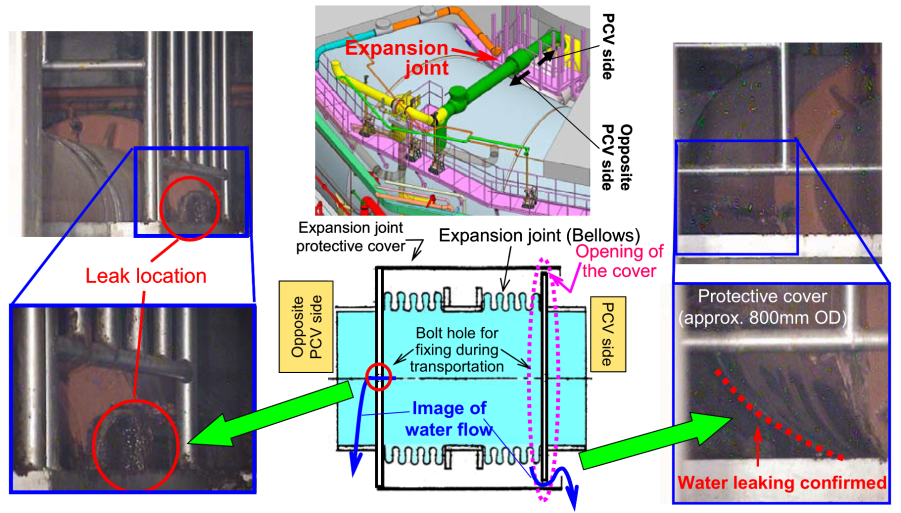 Expansion
joint
PCV
side
Opposite
PCV side
Leak location
Expansion joint
protective cover
Expansion joint (Bellows)
Opening of
the cover
Opposite
PCV side
PCV side
Bolt hole for
fixing during
transportation
Image of
water flow
Protective cover
(approx. 800mm OD)
Water leaking confirmed